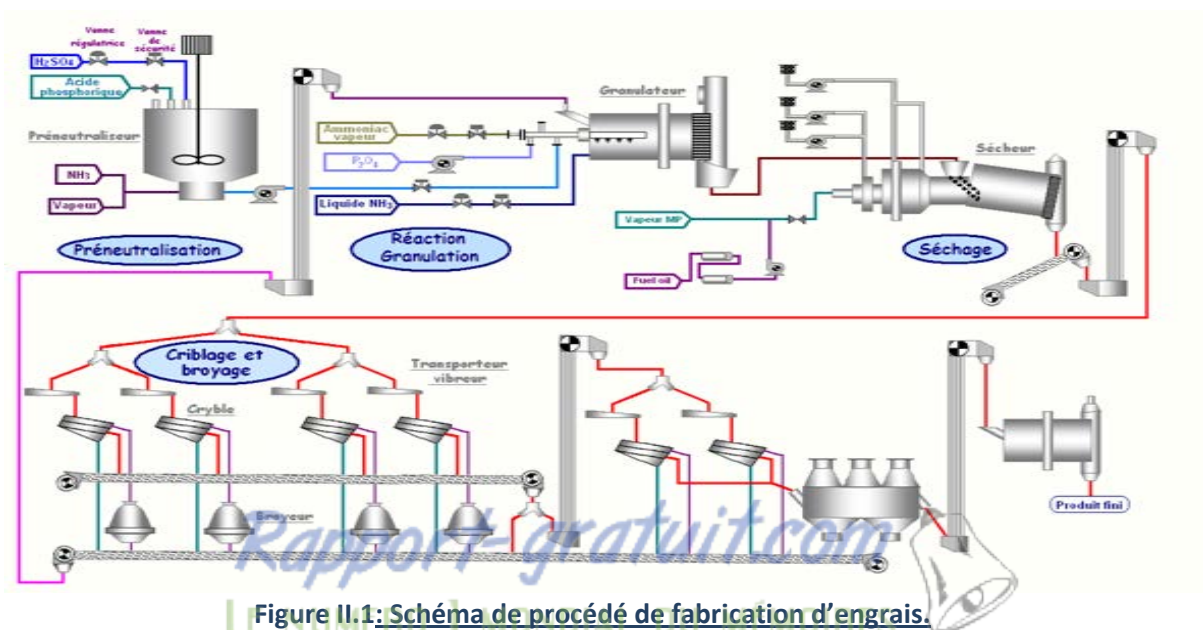 Vanne
régulatrice
Vanne
de
sécurité
H₂SO₄
Acide
phosphorique
Préneutraliseur
NH₃
Vapeur
Préneutralisation
Ammoniac
vapeur
P₂O₄
Liquide NH₃
Réaction
Granulation
Granulateur
Sécheur
Vapeur MP
Fuel oil
Séchage
Criblage et
broyage
Transporteur
vibreur
Cryble
Broyeur
Produit fini
Rapport-gratuit.com
Figure II.1: Schéma de procédé de fabrication d’engrais.